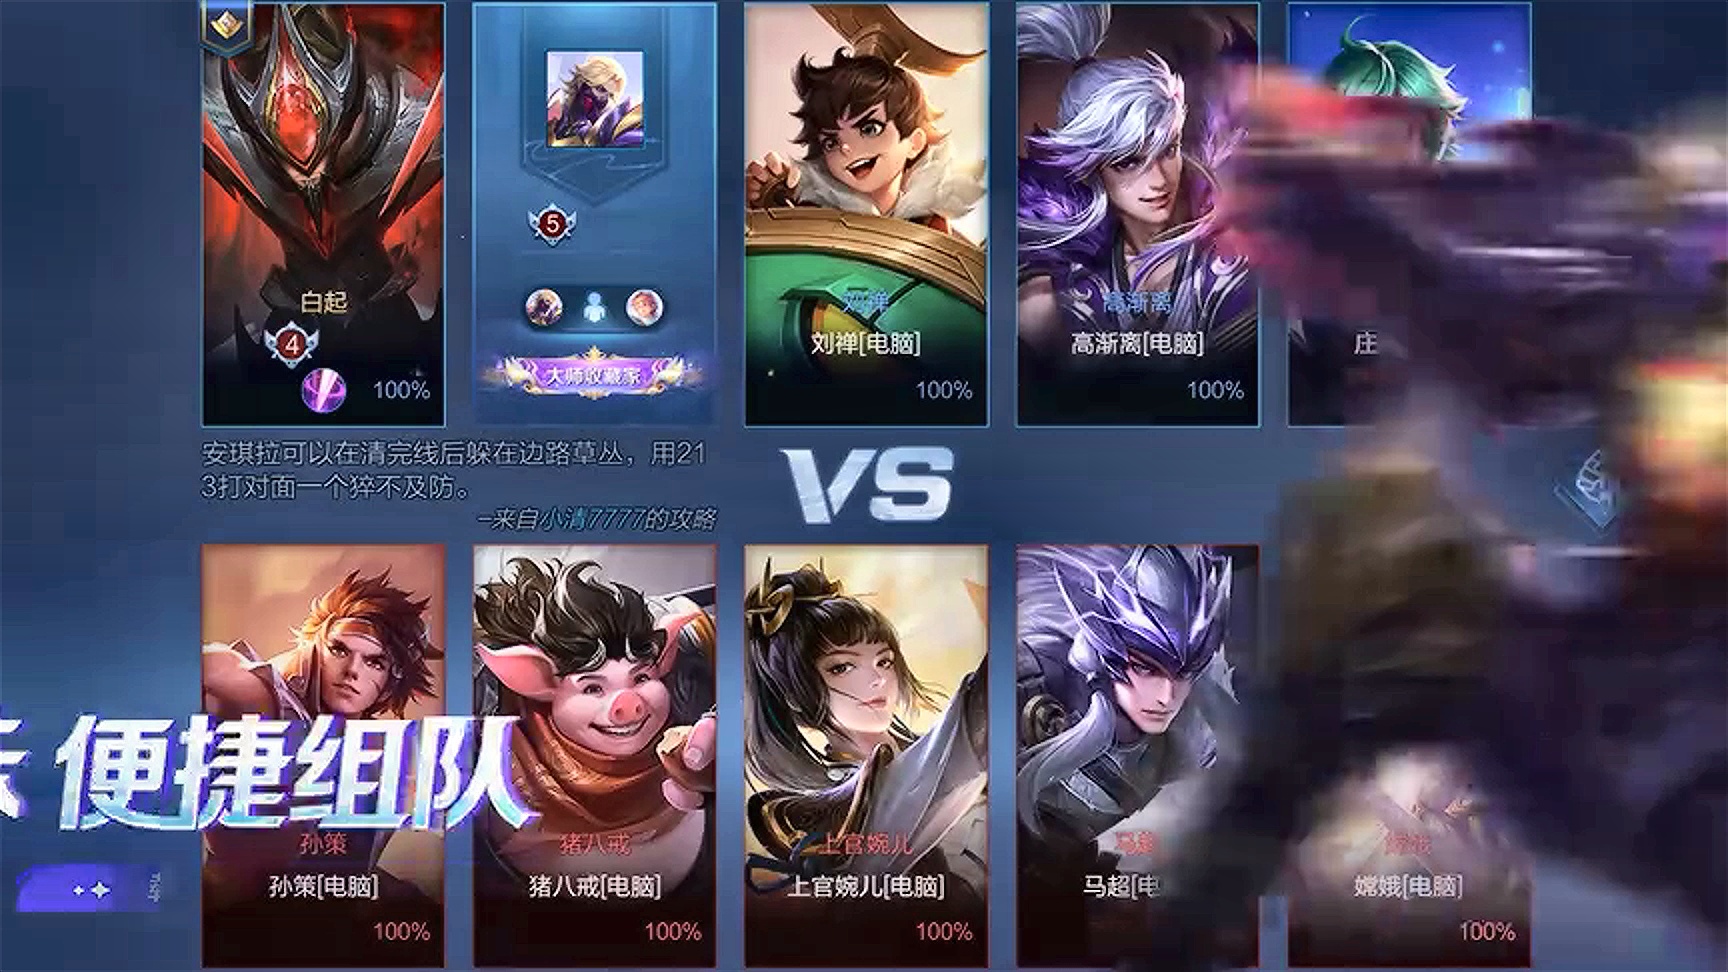 5
白起
刘禅
高渐离
4
刘禅[电脑]
高渐离[电脑]
庄
大师收藏家
100%
100%
100%
安琪拉可以在清完线后躲在边路草丛，用21
3打对面一个猝不及防。
—来自小清7777的攻略
VS
便捷组队
孙策
猪八戒
上官婉儿
马超
嫦娥
孙策[电脑]
猪八戒[电脑]
上官婉儿[电脑]
马超[电
嫦娥[电脑]
100%
100%
100%
100%